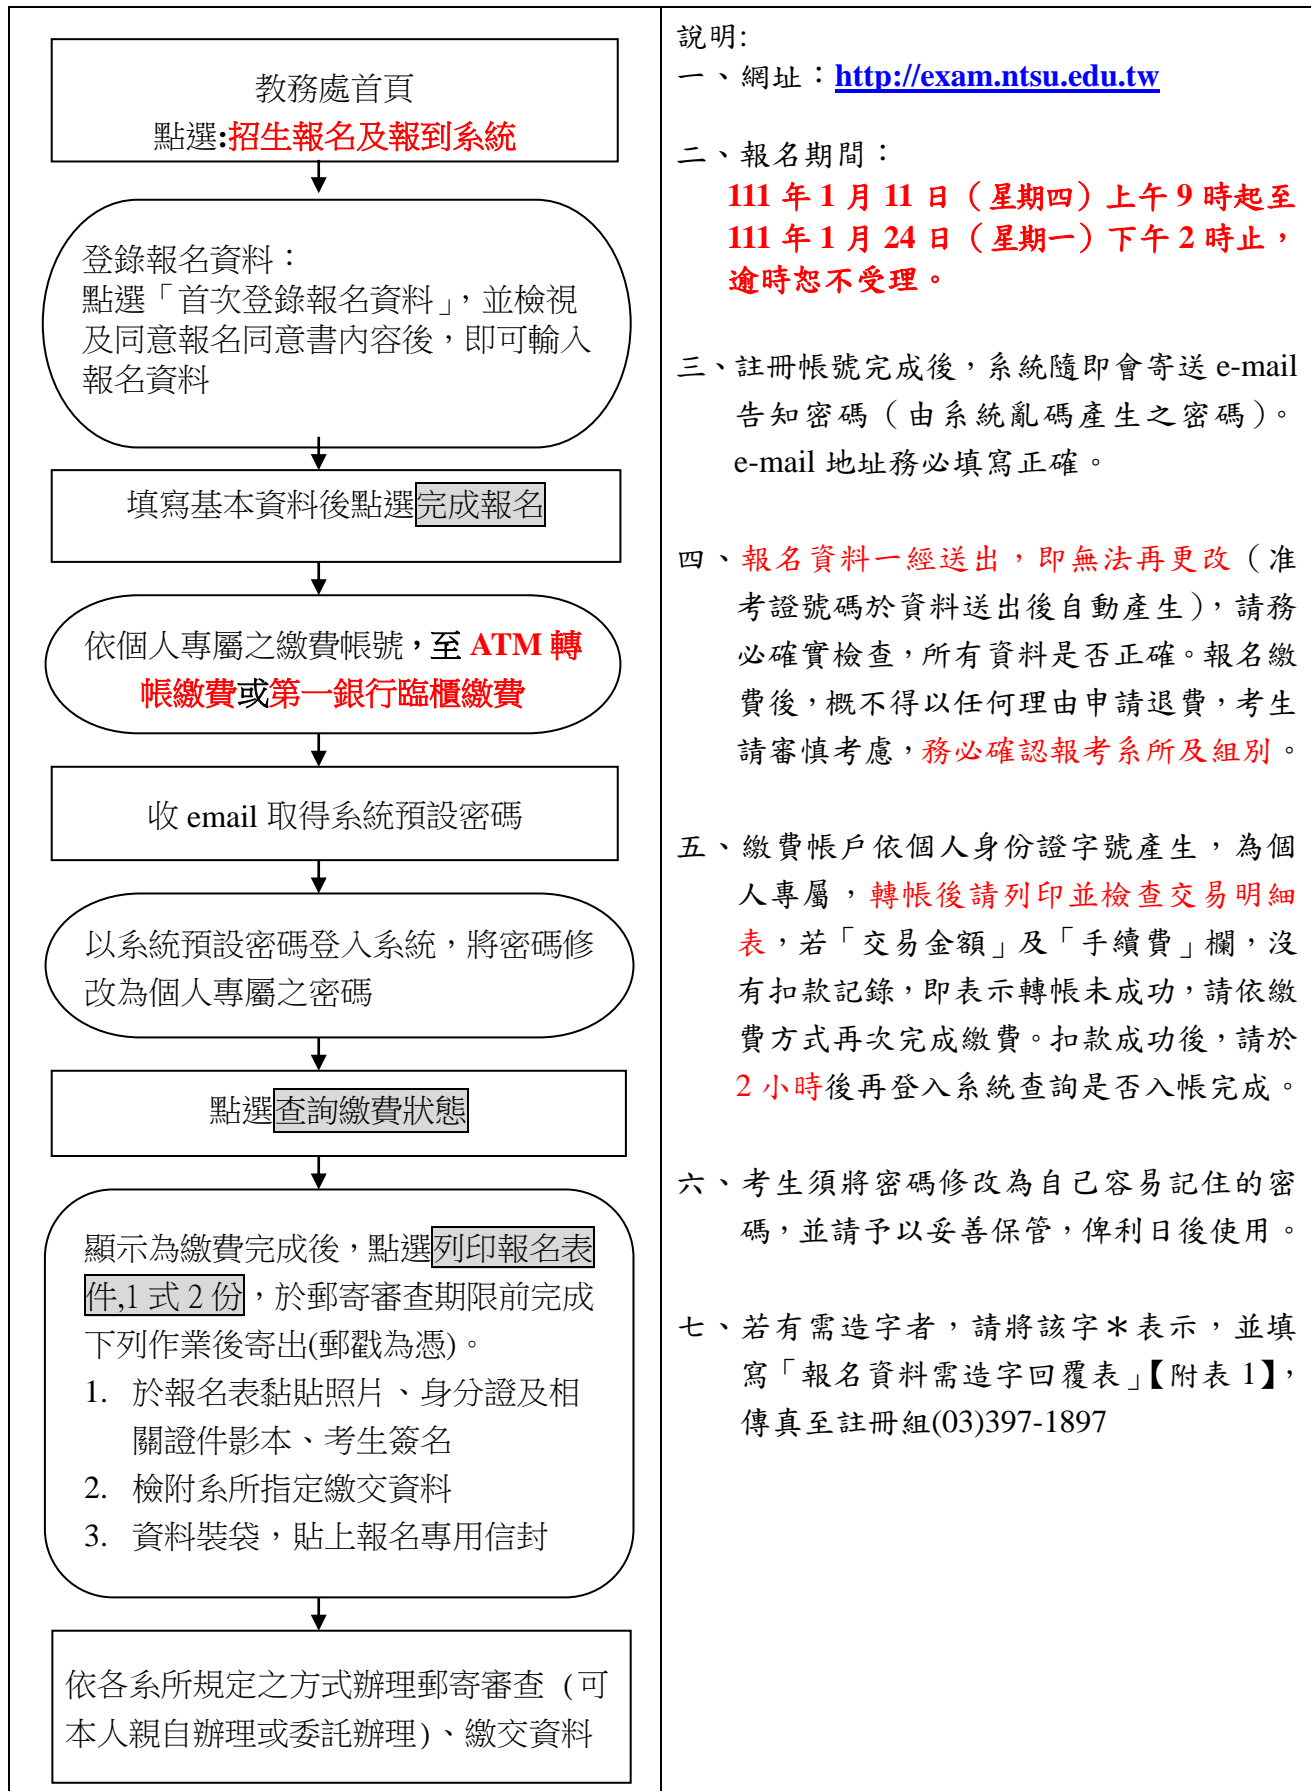 教務處首頁
點選:招生報名及報到系統
登錄報名資料：
點選「首次登錄報名資料」，並檢視
及同意報名同意書內容後，即可輸入
報名資料
填寫基本資料後點選完成報名
依個人專屬之繳費帳號，至 ATM 轉
帳繳費或第一銀行臨櫃繳費
收 email 取得系統預設密碼
以系統預設密碼登入系統，將密碼修
改為個人專屬之密碼
點選查詢繳費狀態
顯示為繳費完成後，點選列印報名表
件,1 式 2 份，於郵寄審查期限前完成
下列作業後寄出(郵戳為憑)。
1. 於報名表黏貼照片、身分證及相
關證件影本、考生簽名
2. 檢附系所指定繳交資料
3. 資料裝袋，貼上報名專用信封
依各系所規定之方式辦理郵寄審查 (可
本人親自辦理或委託辦理)、繳交資料
說明:
一、網址：http://exam.ntsu.edu.tw
二、報名期間：
111 年 1 月 11 日（星期四）上午 9 時起至
111 年 1 月 24 日（星期一）下午 2 時止，
逾時恕不受理。
三、註冊帳號完成後，系統隨即會寄送 e-mail
告知密碼（由系統亂碼產生之密碼）。
e-mail 地址務必填寫正確。
四、報名資料一經送出，即無法再更改（准
考證號碼於資料送出後自動產生），請務
必確實檢查，所有資料是否正確。報名繳
費後，概不得以任何理由申請退費，考生
請審慎考慮，務必確認報考系所及組別。
五、繳費帳戶依個人身份證字號產生，為個
人專屬，轉帳後請列印並檢查交易明細
表，若「交易金額」及「手續費」欄，沒
有扣款記錄，即表示轉帳未成功，請依繳
費方式再次完成繳費。扣款成功後，請於
2 小時後再登入系統查詢是否入帳完成。
六、考生須將密碼修改為自己容易記住的密
碼，並請予以妥善保管，俾利日後使用。
七、若有需造字者，請將該字＊表示，並填
寫「報名資料需造字回覆表」【附表 1】，
傳真至註冊組(03)397-1897